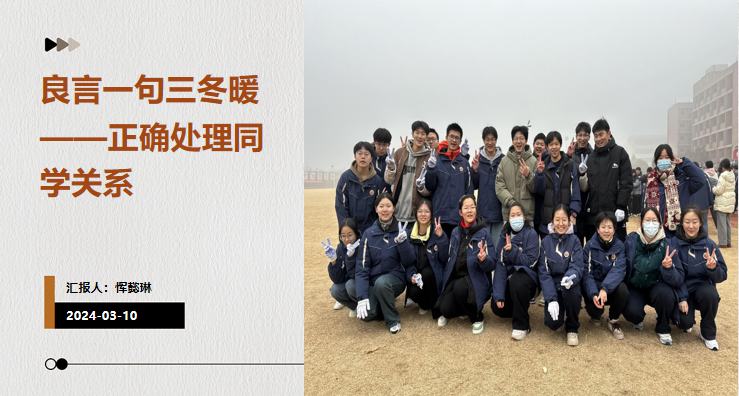 良言一句三冬暖
——正确处理同
学关系
汇报人：恽懿琳
2024-03-10